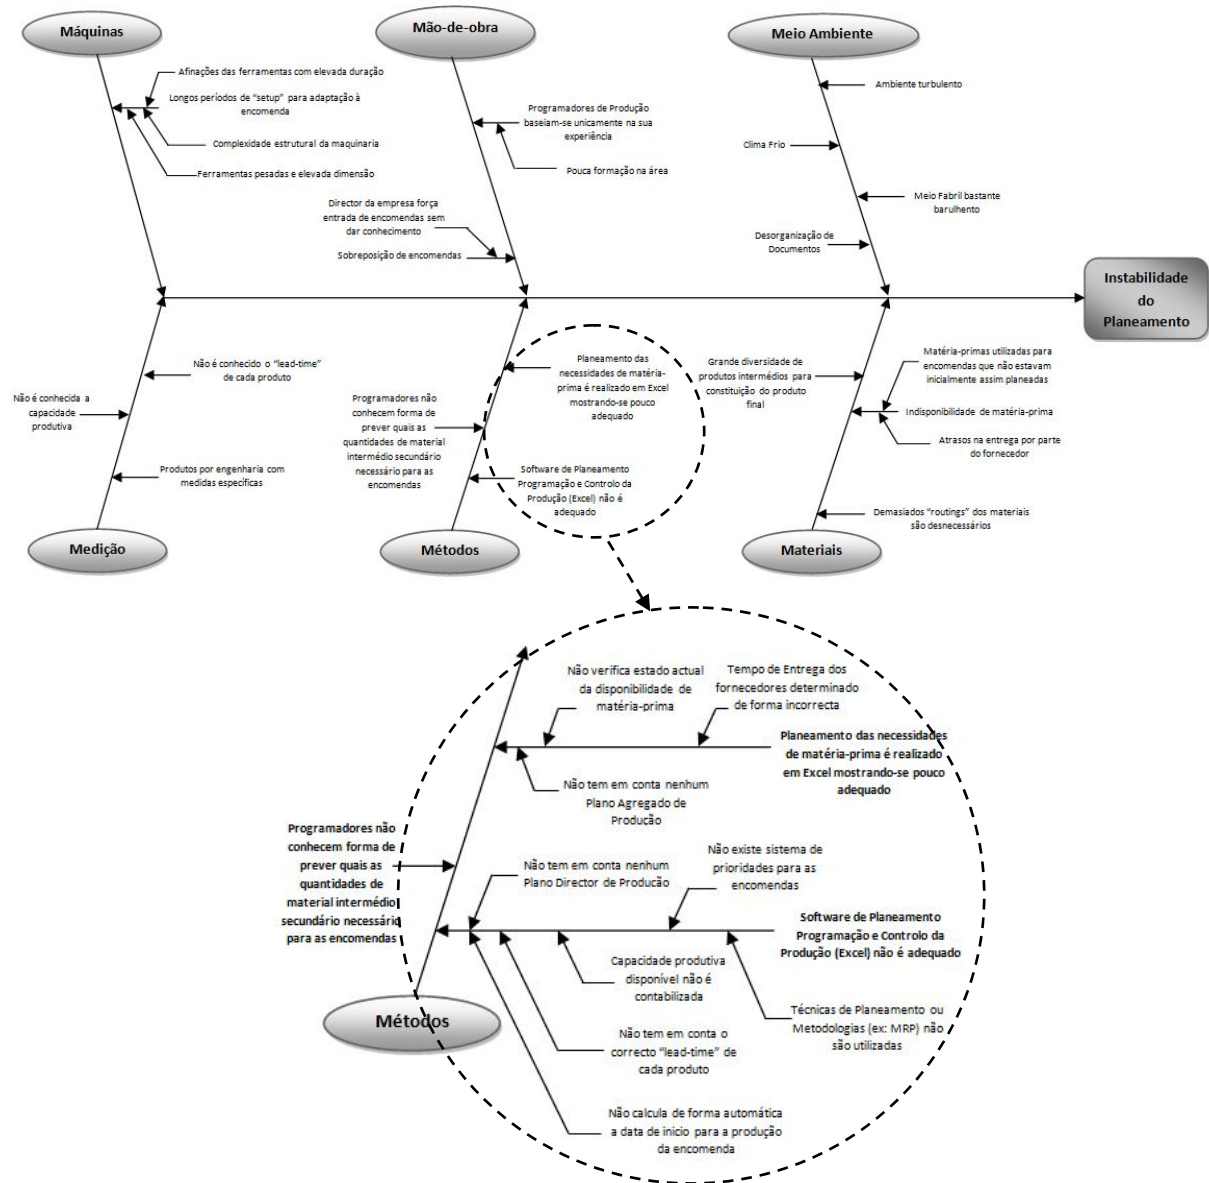 Máquinas
Mão-de-obra
Meio Ambiente
Afinações das ferramentas com elevada duração
Longos períodos de “setup” para adaptação à
encomenda
Complexidade estrutural da maquinaria
Ferramentas pesadas e elevada dimensão
Programadores de Produção
baseiam-se unicamente na sua
experiência
Pouca formação na área
Director da empresa força
entrada de encomendas sem
dar conhecimento
Sobreposição de encomendas
Ambiente turbulento
Clima Frio
Meio Fabril bastante
barulhento
Desorganização de
Documentos
Instabilidade
do
Planeamento
Não é conhecido o “lead-time”
de cada produto
Não é conhecida a
capacidade
produtiva
Produtos por engenharia com
medidas específicas
Medição
Planeamento das
necessidades de matéria-
prima é realizado em Excel
mostrando-se pouco
adequado
Programadores não
conhecem forma de
prever quais as
quantidades de material
intermédio secundário
necessário para as
encomendas
Software de Planeamento
Programação e Controlo da
Produção (Excel) não é
adequado
Métodos
Grande diversidade de
produtos intermédios para
constituição do produto
final
Matéria-primas utilizadas para
encomendas que não estavam
inicialmente assim planeadas
Indisponibilidade de matéria-prima
Atrasos na entrega por parte
do fornecedor
Demasiados “routings” dos materiais
são desnecessários
Materiais
Não verifica estado actual
da disponibilidade de
matéria-prima
Tempo de Entrega dos
fornecedores determinado
de forma incorrecta
Planeamento das necessidades
de matéria-prima é realizado
em Excel mostrando-se pouco
adequado
Não tem em conta nenhum
Plano Agregado de
Produção
Programadores não
conhecem forma de
prever quais as
quantidades de
material intermédio
secundário necessário
para as encomendas
Não tem em conta nenhum
Plano Director de Producão
Não existe sistema de
prioridades para as
encomendas
Software de Planeamento
Programação e Controlo da
Produção (Excel) não é adequado
Capacidade produtiva
disponível não é
contabilizada
Técnicas de Planeamento ou
Metodologias (ex: MRP) não
são utilizadas
Métodos
Não tem em conta o
correcto “lead-time” de
cada produto
Não calcula de forma automática
a data de inicio para a produção
da encomenda